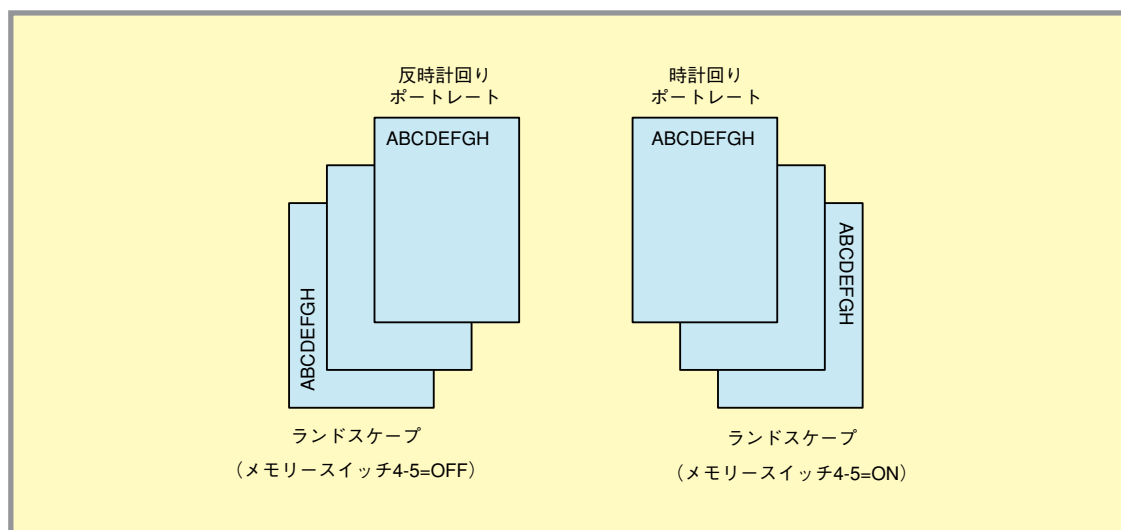 反時計回り
ポートレート
ABCDEFGH
ABCDEFGH
ランドスケープ
（メモリースイッチ4-5=OFF）
時計回り
ポートレート
ABCDEFGH
ABCDEFGH
ランドスケープ
（メモリースイッチ4-5=ON）